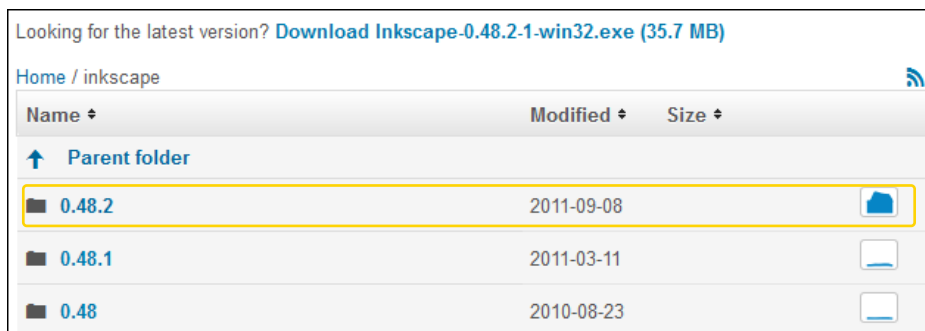 Looking for the latest version? Download Inkscape-0.48.2-1-win32.exe (35.7 MB)
Home / inkscape
Name Modified Size
Parent folder
0.48.2 2011-09-08
0.48.1 2011-03-11
0.48 2010-08-23